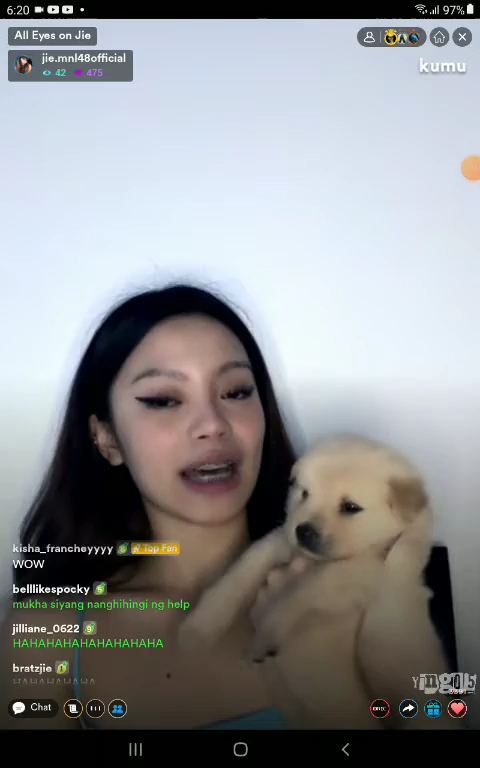 6:20
97%
All Eyes on Jie
jie.mnl48official
42
475
kumu
kisha_francheyyyy
Top Fan
WOW
belllikespocky
mukha siyang nanghihingi ng help
jilliane_0622
HAHAHAHAHAHAHAHAHA
bratzjie
Chat